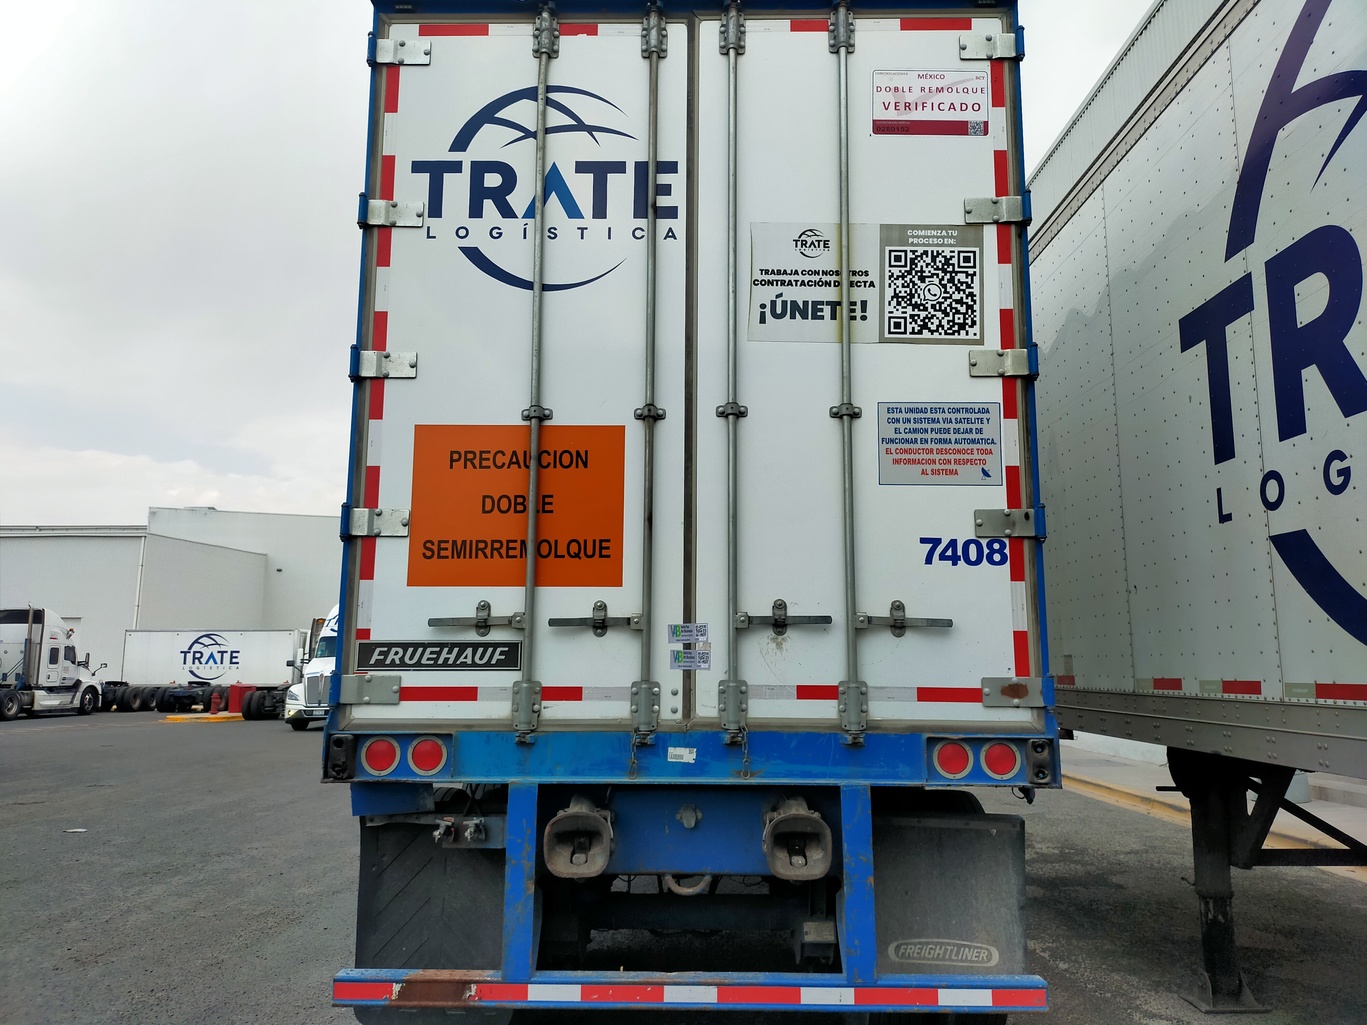 TRATE
LOGÍSTICA
MÉXICO
SCT
DOBLE REMOLQUE
VERIFICADO
TRATE
LOGÍSTICA
TRABAJA CON NOSOTROS
CONTRATACIÓN DIRECTA
¡ÚNETE!
COMIENZA TU
PROCESO EN:
ESTA UNIDAD ESTA CONTROLADA
CON UN SISTEMA VIA SATELITE Y
EL CAMION PUEDE DEJAR DE
FUNCIONAR EN FORMA AUTOMATICA.
EL CONDUCTOR DESCONOCE TODA
INFORMACION CON RESPECTO
AL SISTEMA
PRECAUCION
DOBLE
SEMIRREMOLQUE
7408
FRUEHAUF
FREIGHTLINER
TRATE
LOGÍSTICA
TR
LOG